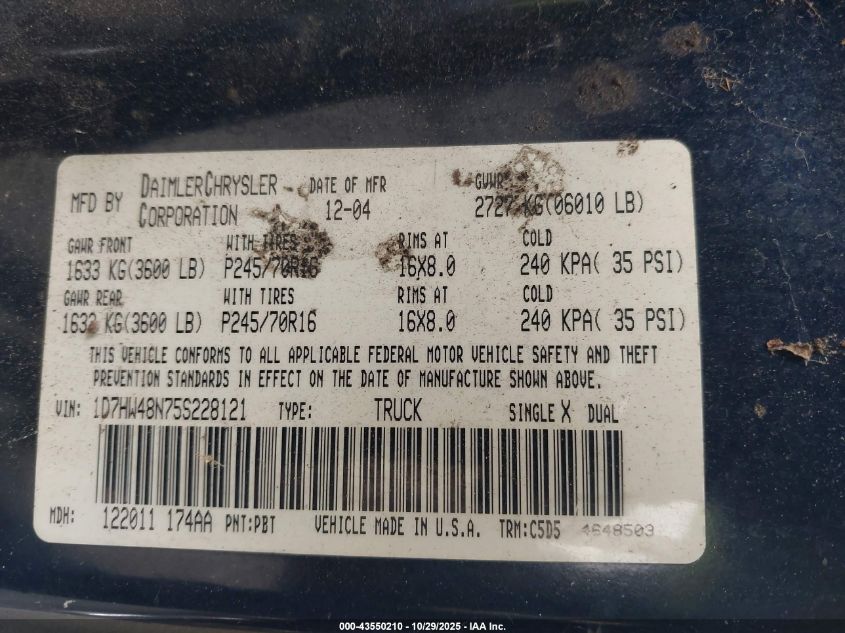 MFD BY DAIMLERCHRYSLER CORPORATION DATE OF MFR 12-04 GVWR 2727 KG(06010 LB)
GAWR FRONT WITH TIRES RIMS AT COLD
1633 KG(3600 LB) P245/70R16 16X8.0 240 KPA( 35 PSI)
GAWR REAR WITH TIRES RIMS AT COLD
1633 KG(3600 LB) P245/70R16 16X8.0 240 KPA( 35 PSI)
THIS VEHICLE CONFORMS TO ALL APPLICABLE FEDERAL MOTOR VEHICLE SAFETY AND THEFT
PREVENTION STANDARDS IN EFFECT ON THE DATE OF MANUFACTURE SHOWN ABOVE.
VIN: 1D7HW48N75S228121 TYPE: TRUCK SINGLE X DUAL
MDH: 122011 174AA PNT:PBT VEHICLE MADE IN U.S.A. TRM:C5D5 4648503
000-43550210 - 10/29/2025 - IAA Inc.